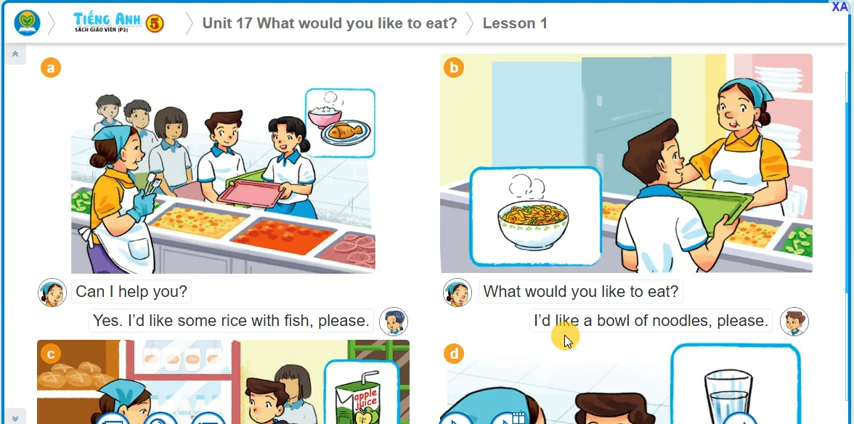 XA
TIẾNG ANH 5
SÁCH GIÁO VIÊN (P2)
Unit 17 What would you like to eat?
Lesson 1
a
b
Can I help you?
What would you like to eat?
Yes. I'd like some rice with fish, please.
I'd like a bowl of noodles, please.
c
d
apple
juice